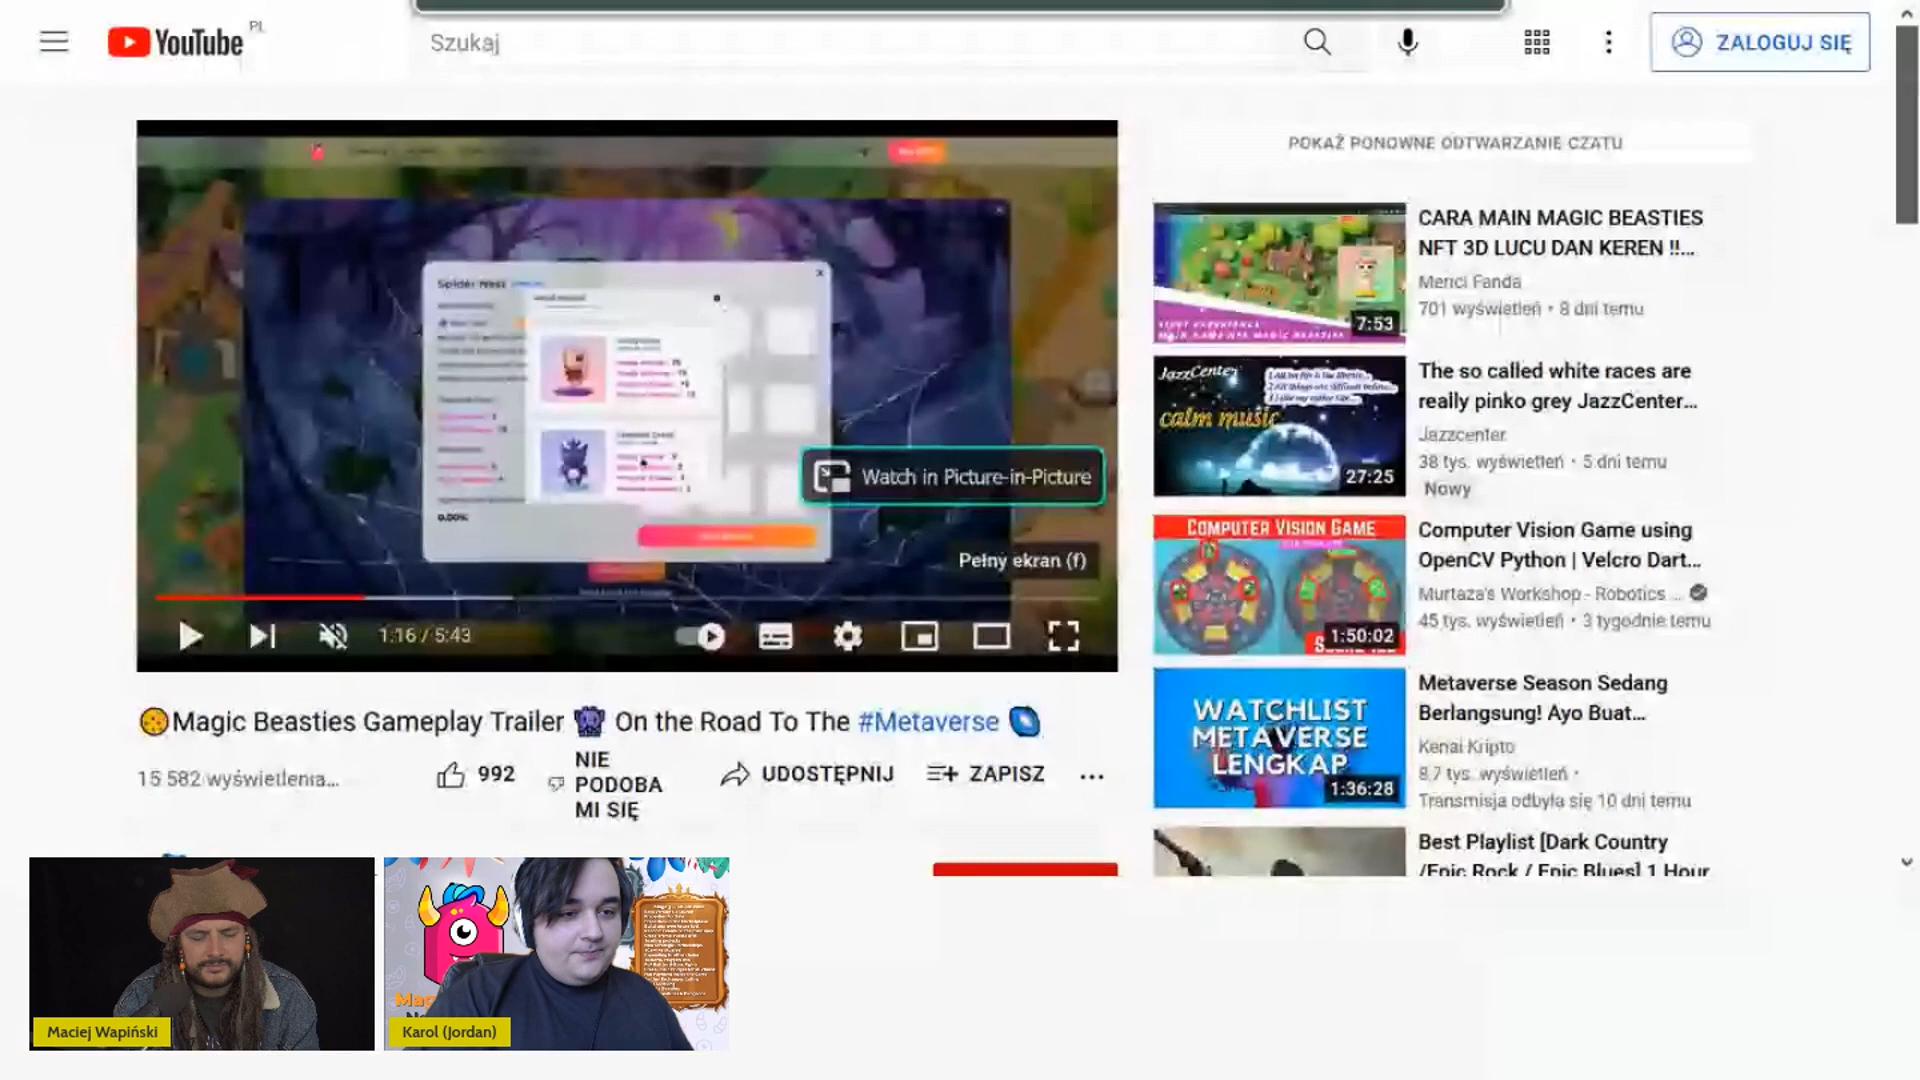 YouTube PL
Szukaj
ZALOGUJ SIĘ
Spider Nest
0.00%
Watch in Picture-in-Picture
Pełny ekran (f)
1:16 / 5:43
Magic Beasties Gameplay Trailer On the Road To The #Metaverse
15 582 wyświetlenia...
992
NIE
PODOBA
MI SIĘ
UDOSTĘPNIJ
ZAPISZ
POKAŻ PONOWNE ODTWARZANIE CZATU
7:53
CARA MAIN MAGIC BEASTIES
NFT 3D LUCU DAN KEREN !!...
Merici Fanda
701 wyświetleń • 8 dni temu
JazzCenter
calm music
27:25
The so called white races are
really pinko grey JazzCenter...
Jazzcenter
38 tys. wyświetleń • 5 dni temu
Nowy
COMPUTER VISION GAME
1:50:02
Computer Vision Game using
OpenCV Python | Velcro Dart...
Murtaza's Workshop - Robotics ...
45 tys. wyświetleń • 3 tygodnie temu
WATCHLIST
METAVERSE
LENGKAP
1:36:28
Metaverse Season Sedang
Berlangsung! Ayo Buat...
Kenai Kripto
8,7 tys. wyświetleń •
Transmisja odbyła się 10 dni temu
Best Playlist [Dark Country
/Epic Rock / Epic Blues] 1 Hour
Maciej Wapiński
Karol (Jordan)